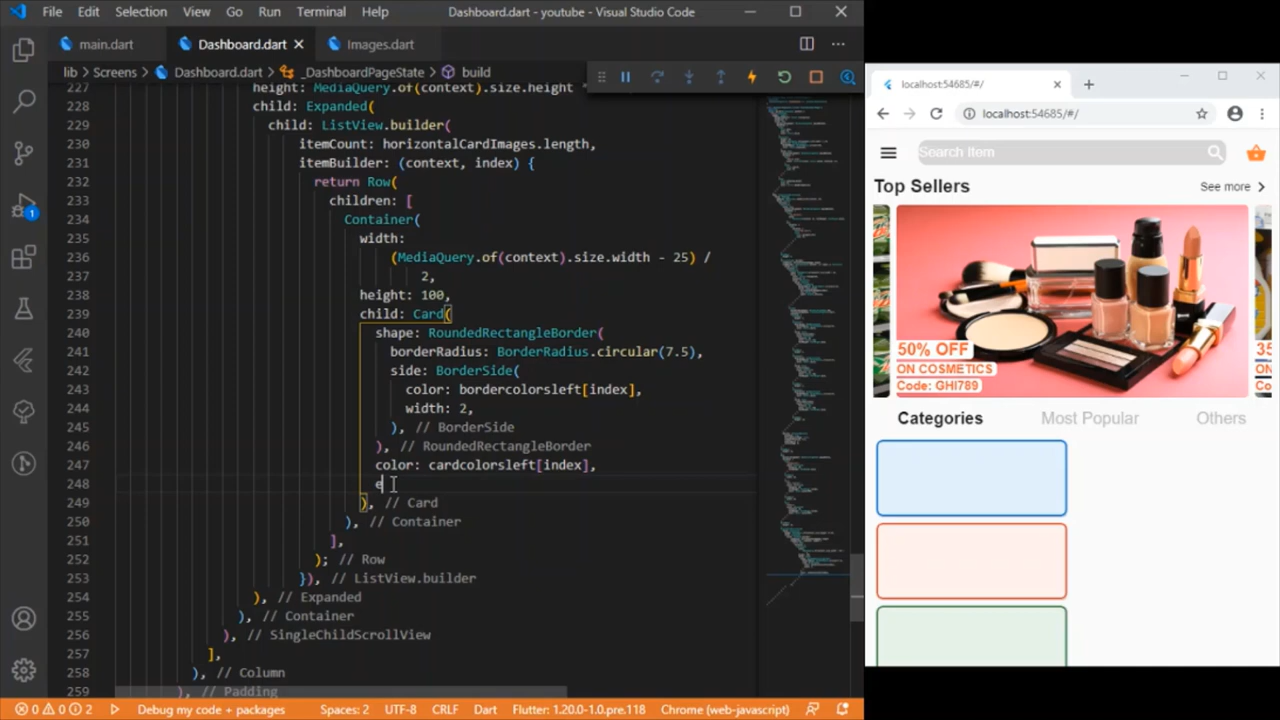 File Edit Selection View Go Run Terminal Help Dashboard.dart - youtube - Visual Studio Code
main.dart Dashboard.dart Images.dart
lib > Screens > Dashboard.dart > _DashboardPageState > build
227 height: MediaQuery.of(context).size.height *
228 child: Expanded(
229 child: ListView.builder(
230 itemCount: horizontalCardImages.length,
231 itemBuilder: (context, index) {
232 return Row(
233 children: [
234 Container(
235 width:
236 (MediaQuery.of(context).size.width - 25) /
237 2,
238 height: 100,
239 child: Card(
240 shape: RoundedRectangleBorder(
241 borderRadius: BorderRadius.circular(7.5),
242 side: BorderSide(
243 color: bordercolorsleft[index],
244 width: 2,
245 ), // BorderSide
246 ), // RoundedRectangleBorder
247 color: cardcolorsleft[index],
248 e
249 ), // Card
250 ), // Container
251 ],
252 ); // Row
253 }), // ListView.builder
254 ), // Expanded
255 ), // Container
256 ), // SingleChildScrollView
257 ],
258 ), // Column
259 ), // Padding
1
0 0 2 Debug my code + packages Spaces: 2 UTF-8 CRLF Dart Flutter: 1.20.0-1.0.pre.118 Chrome (web-javascript)
localhost:54685/#/
localhost:54685/#/
Search Item
Top Sellers See more
50% OFF
ON COSMETICS
Code: GHI789
35
Co
Categories Most Popular Others